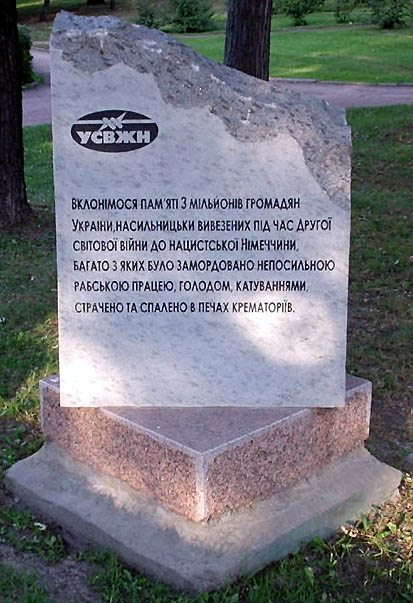 УСВЖН
Вклонімося пам'яті 3 мільионів громадян
України,насильницьки вивезених під час Другої
світової війни до нацистської Німеччини,
багато з яких було замордовано непосильною
рабською працею, голодом, катуваннями,
страчено та спалено в печах крематоріїв.